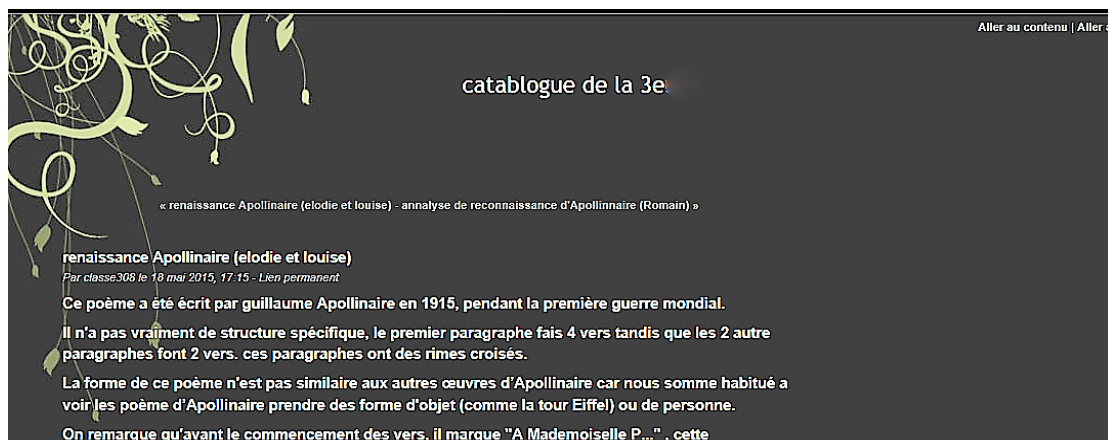 Aller au contenu | Aller
catablogue de la 3e
« renaissance Apollinaire (elodie et louise) - annalyse de reconnaissance d'Apollinnaire (Romain) »
renaissance Apollinaire (elodie et louise)
Par classe308 le 18 mai 2015, 17:15 - Lien permanent
Ce poème a été écrit par guillaume Apollinaire en 1915, pendant la première guerre mondial.
Il n'a pas vraiment de structure spécifique, le premier paragraphe fais 4 vers tandis que les 2 autre
paragraphes font 2 vers. ces paragraphes ont des rimes croisés.
La forme de ce poème n'est pas similaire aux autres œuvres d'Apollinaire car nous somme habitué a
voir les poème d'Apollinaire prendre des forme d'objet (comme la tour Eiffel) ou de personne.
On remarque qu'avant le commencement des vers, il marque "A Mademoiselle P..." , cette